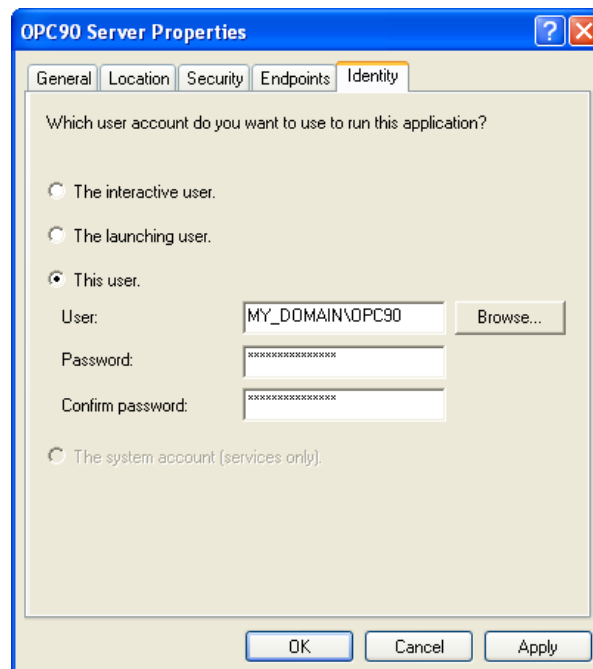 OPC90 Server Properties
General Location Security Endpoints Identity
Which user account do you want to use to run this application?
The interactive user.
The launching user.
This user.
User: MY_DOMAIN\OPC90 Browse...
Password: ***************
Confirm password: ***************
The system account (services only).
OK Cancel Apply